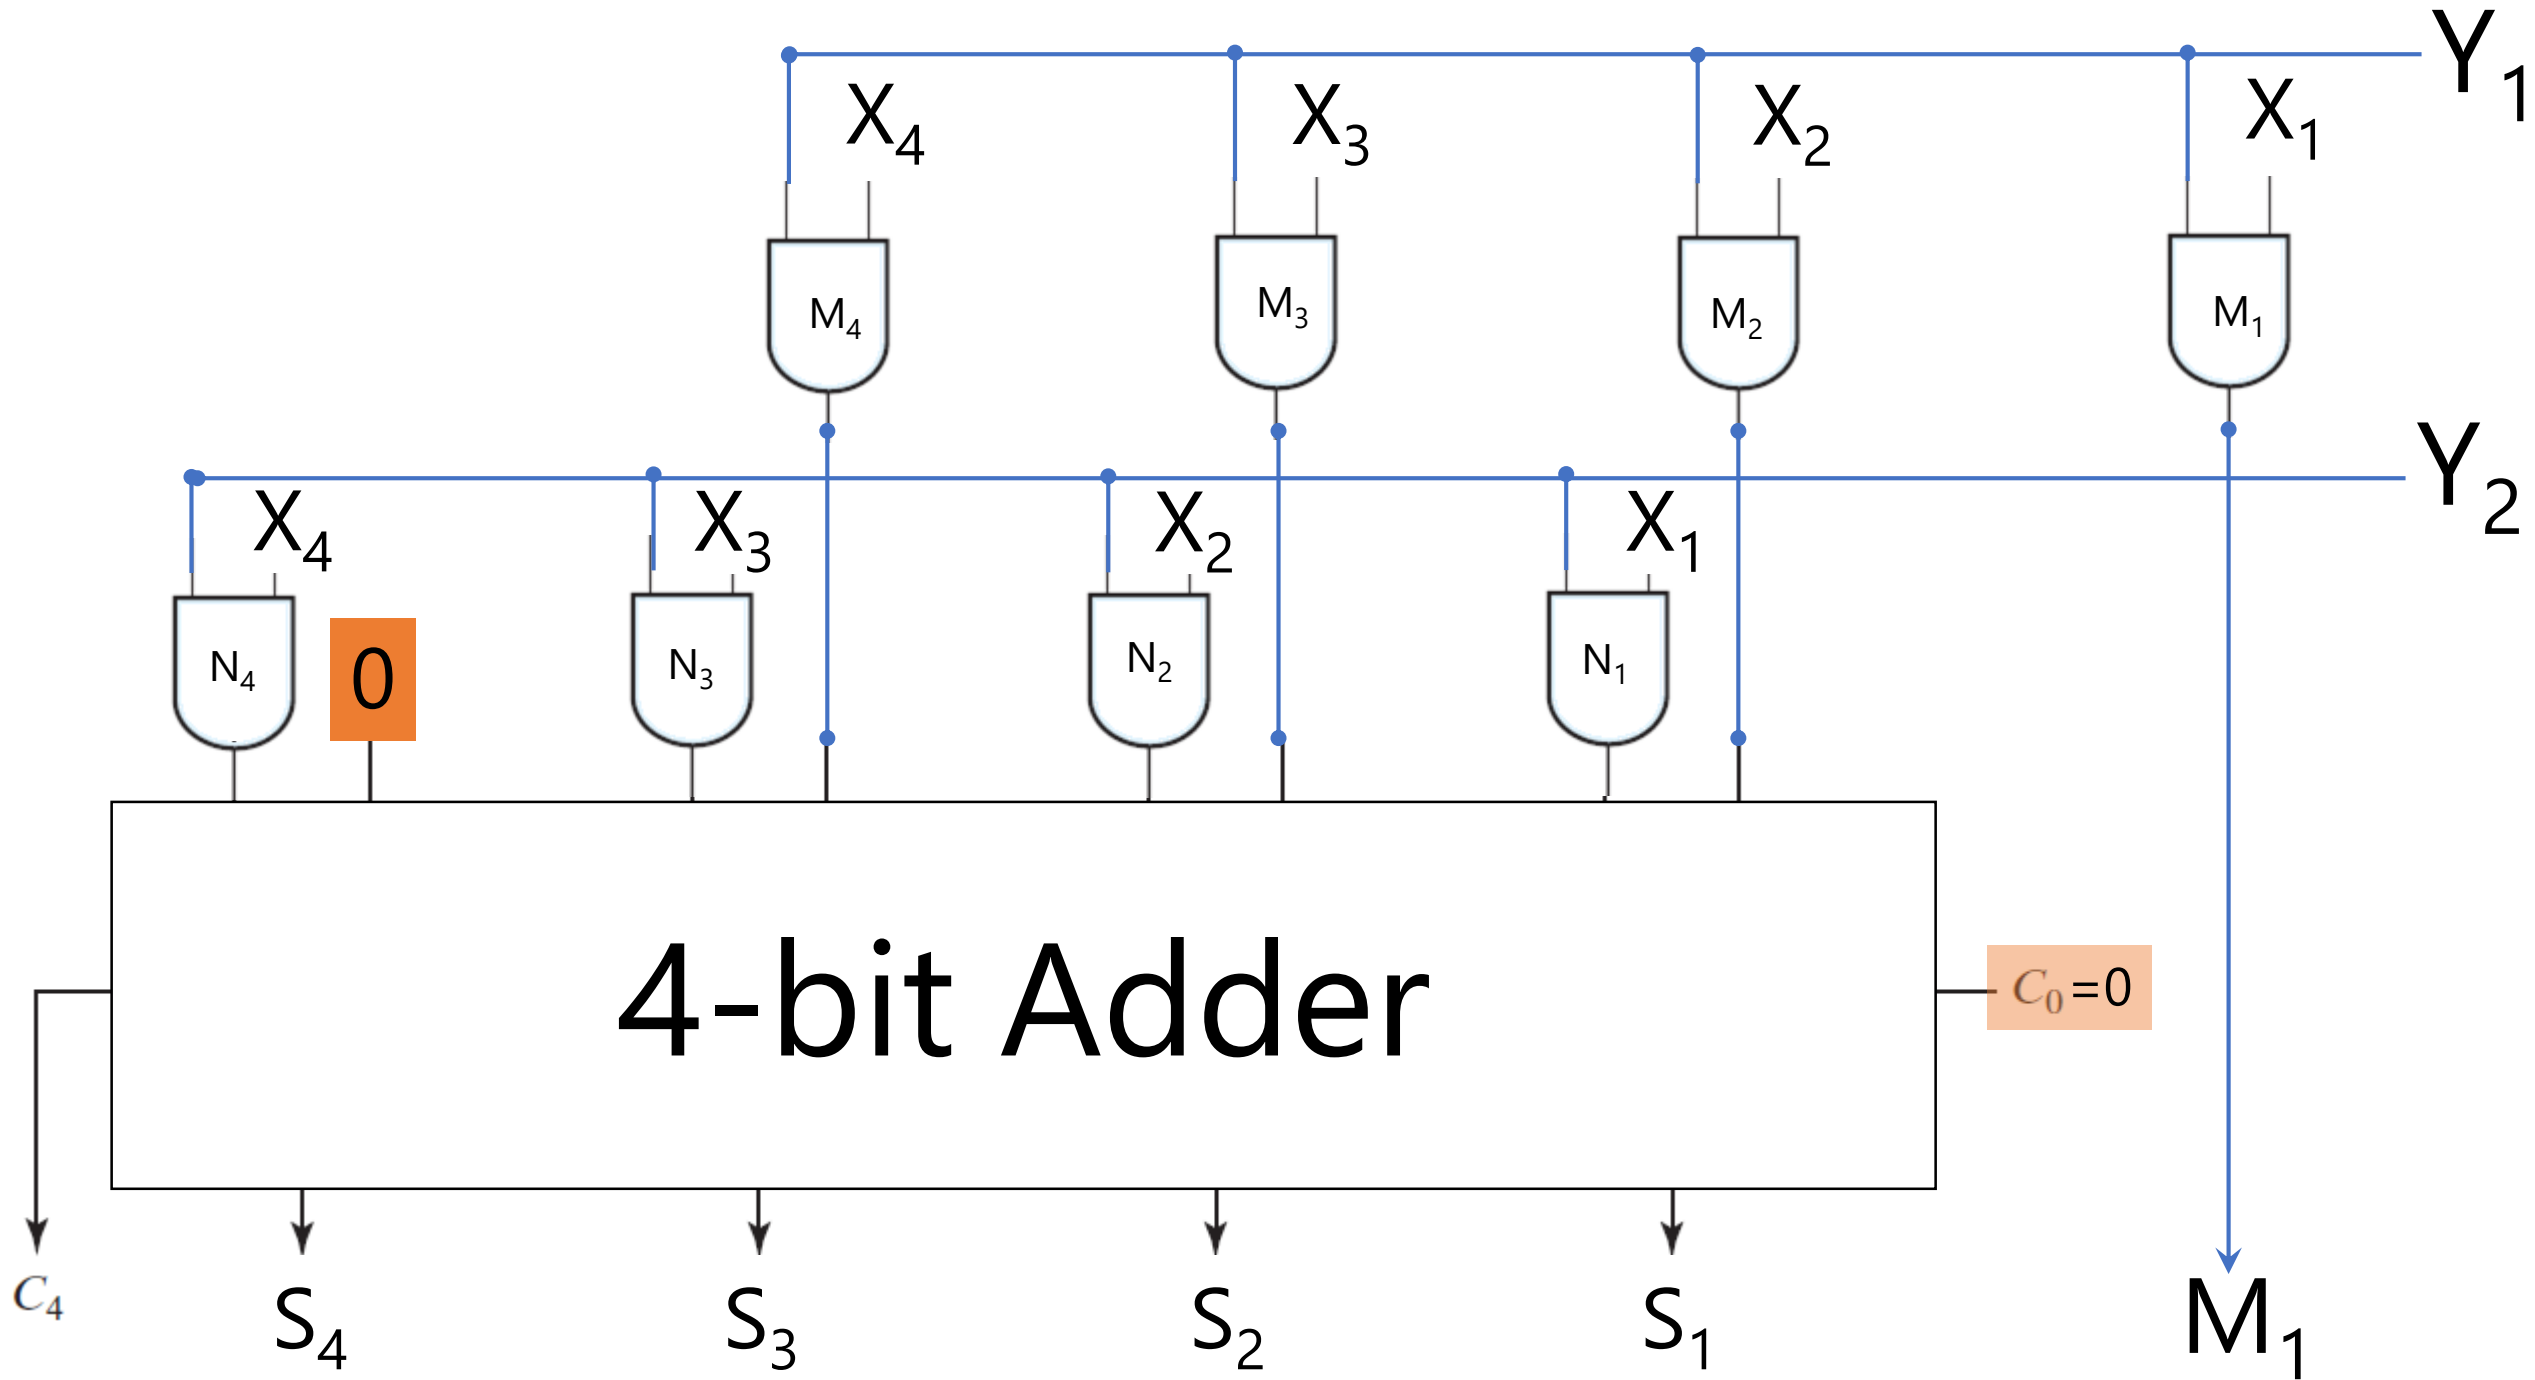 Y1
X4 X3 X2 X1
M4 M3 M2 M1
Y2
X4 X3 X2 X1
N4 0 N3 N2 N1
4-bit Adder
C0=0
C4 S4 S3 S2 S1 M1